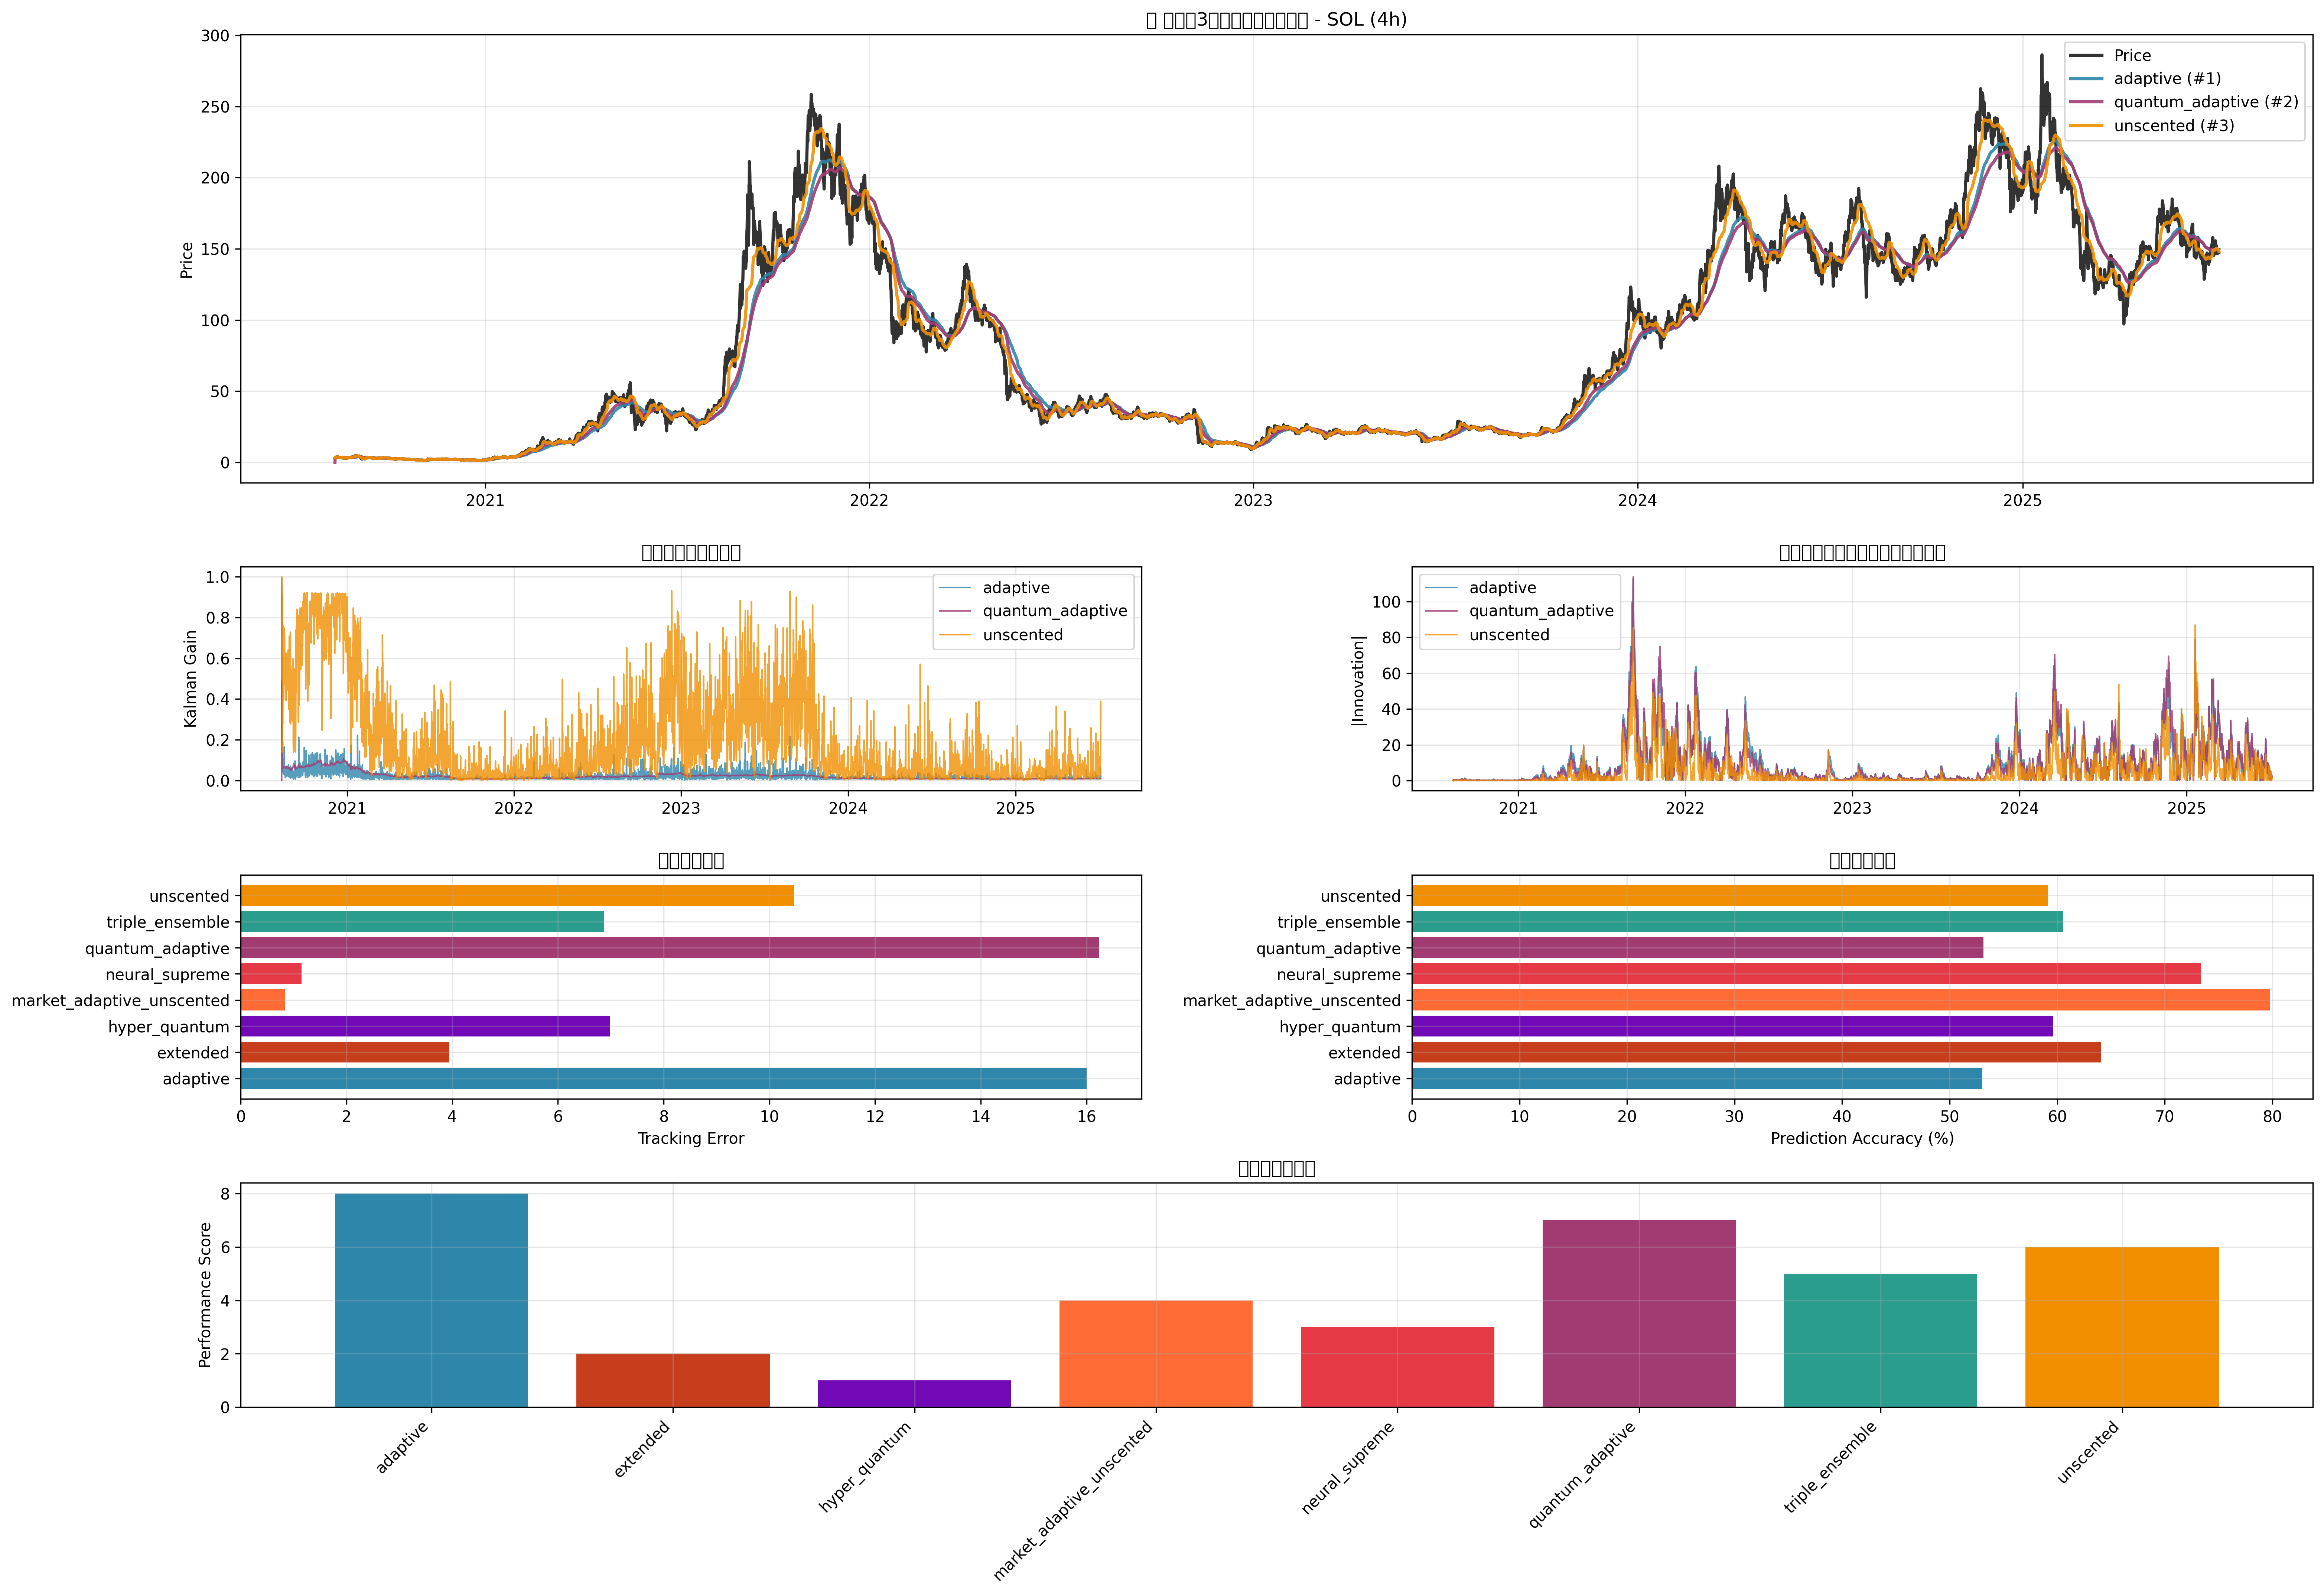 3 - SOL (4h)
300
250
200
150
100
50
0
Price
2021
2022
2023
2024
2025
Price
adaptive (#1)
quantum_adaptive (#2)
unscented (#3)
1.0
0.8
0.6
0.4
0.2
0.0
Kalman Gain
2021
2022
2023
2024
2025
adaptive
quantum_adaptive
unscented
100
80
60
40
20
0
|Innovation|
2021
2022
2023
2024
2025
adaptive
quantum_adaptive
unscented
unscented
triple_ensemble
quantum_adaptive
neural_supreme
market_adaptive_unscented
hyper_quantum
extended
adaptive
0
2
4
6
8
10
12
14
16
Tracking Error
unscented
triple_ensemble
quantum_adaptive
neural_supreme
market_adaptive_unscented
hyper_quantum
extended
adaptive
0
10
20
30
40
50
60
70
80
Prediction Accuracy (%)
8
6
4
2
0
Performance Score
adaptive
extended
hyper_quantum
market_adaptive_unscented
neural_supreme
quantum_adaptive
triple_ensemble
unscented